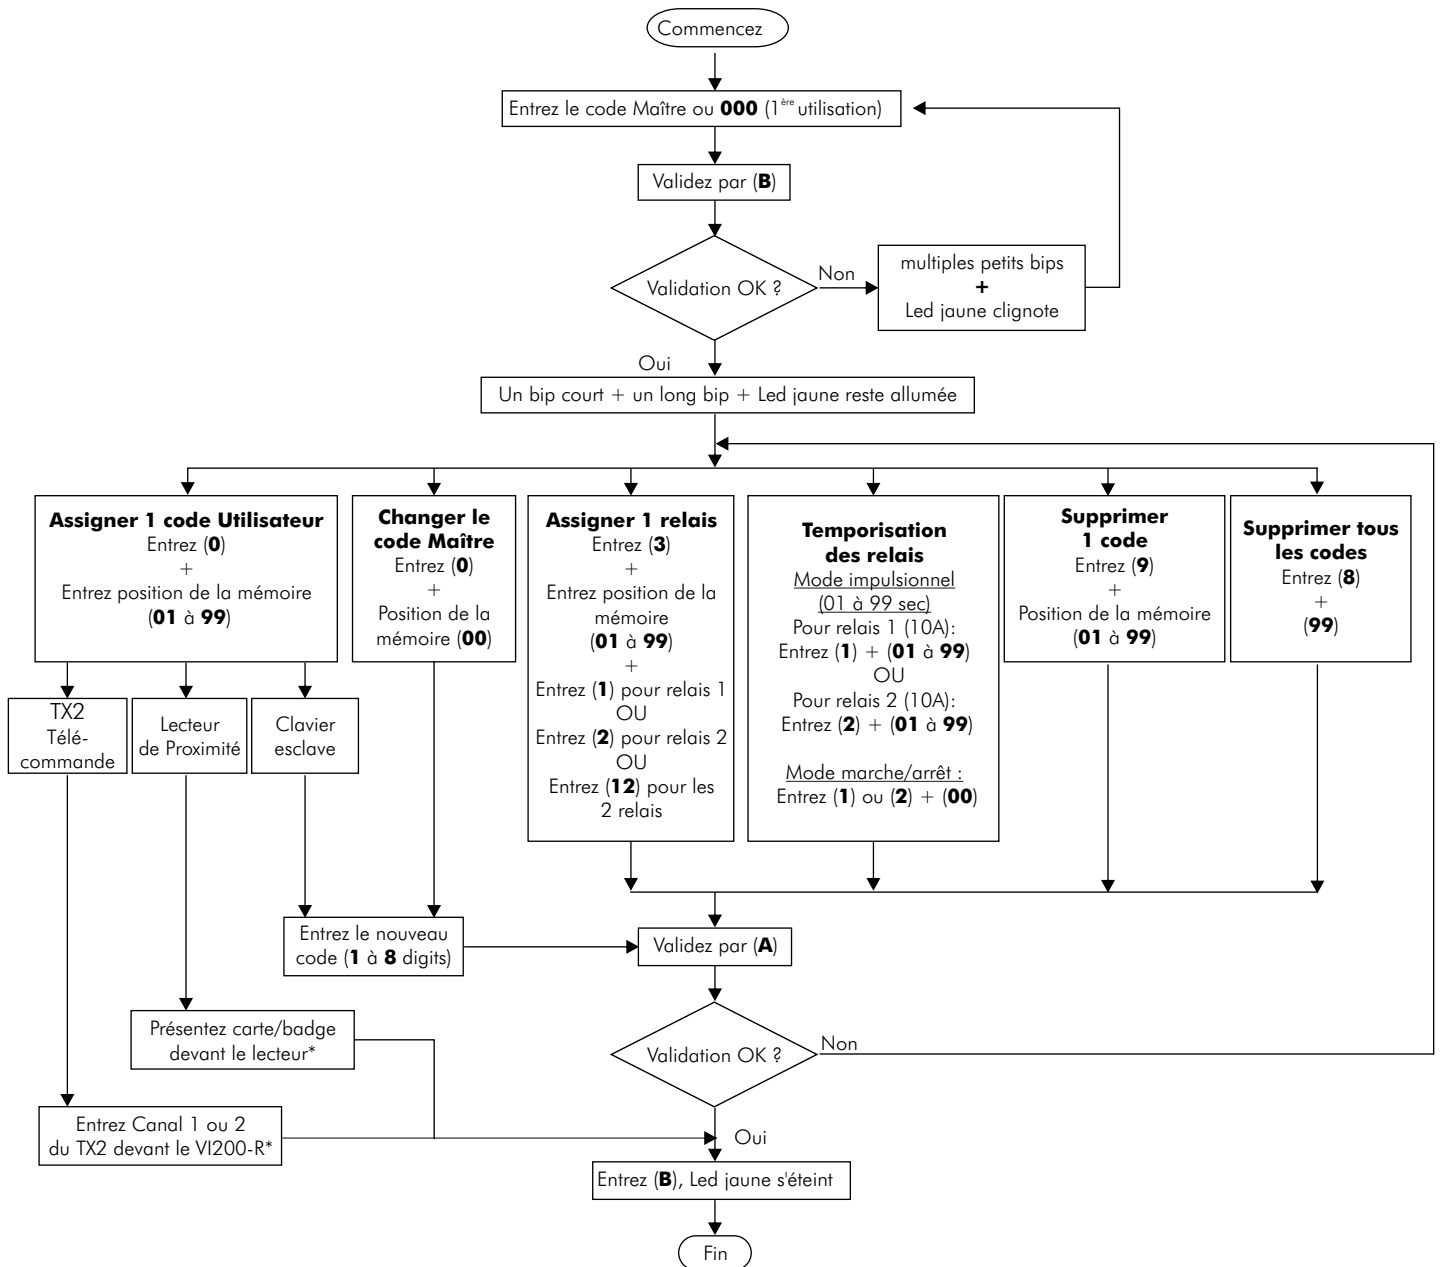 Commencez
Entrez le code Maître ou 000 (1ère utilisation)
Validez par (B)
Validation OK ?
Non
multiples petits bips
+
Led jaune clignote
Oui
Un bip court + un long bip + Led jaune reste allumée
Assigner 1 code Utilisateur
Entrez (0)
+
Entrez position de la mémoire
(01 à 99)
Changer le
code Maître
Entrez (0)
+
Position de la
mémoire (00)
Assigner 1 relais
Entrez (3)
+
Entrez position de la
mémoire
(01 à 99)
+
Entrez (1) pour relais 1
OU
Entrez (2) pour relais 2
OU
Entrez (12) pour les
2 relais
Temporisation
des relais
Mode impulsionnel
(01 à 99 sec)
Pour relais 1 (10A):
Entrez (1) + (01 à 99)
OU
Pour relais 2 (10A):
Entrez (2) + (01 à 99)
Mode marche/arrêt :
Entrez (1) ou (2) + (00)
Supprimer
1 code
Entrez (9)
+
Position de la mémoire
(01 à 99)
Supprimer tous
les codes
Entrez (8)
+
(99)
TX2
Télé-
commande
Lecteur
de Proximité
Clavier
esclave
Entrez le nouveau
code (1 à 8 digits)
Validez par (A)
Présentez carte/badge
devant le lecteur*
Validation OK ?
Non
Entrez Canal 1 ou 2
du TX2 devant le VI200-R*
Oui
Entrez (B), Led jaune s'éteint
Fin